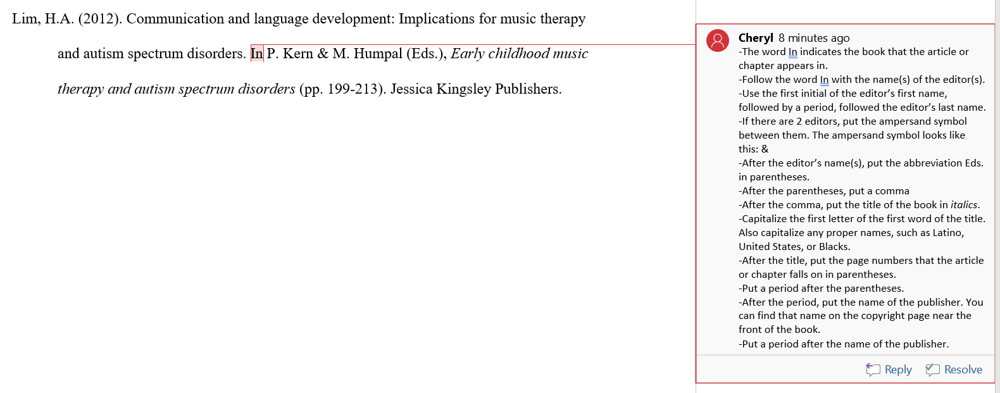 Lim, H.A. (2012). Communication and language development: Implications for music therapy
and autism spectrum disorders. In P. Kern & M. Humpal (Eds.), Early childhood music
therapy and autism spectrum disorders (pp. 199-213). Jessica Kingsley Publishers.
Cheryl 8 minutes ago
-The word In indicates the book that the article or
chapter appears in.
-Follow the word In with the name(s) of the editor(s).
-Use the first initial of the editor’s first name,
followed by a period, followed the editor’s last name.
-If there are 2 editors, put the ampersand symbol
between them. The ampersand symbol looks like
this: &
-After the editor’s name(s), put the abbreviation Eds.
in parentheses.
-After the parentheses, put a comma
-After the comma, put the title of the book in italics.
-Capitalize the first letter of the first word of the title.
Also capitalize any proper names, such as Latino,
United States, or Blacks.
-After the title, put the page numbers that the article
or chapter falls on in parentheses.
-Put a period after the parentheses.
-After the period, put the name of the publisher. You
can find that name on the copyright page near the
front of the book.
-Put a period after the name of the publisher.
Reply Resolve